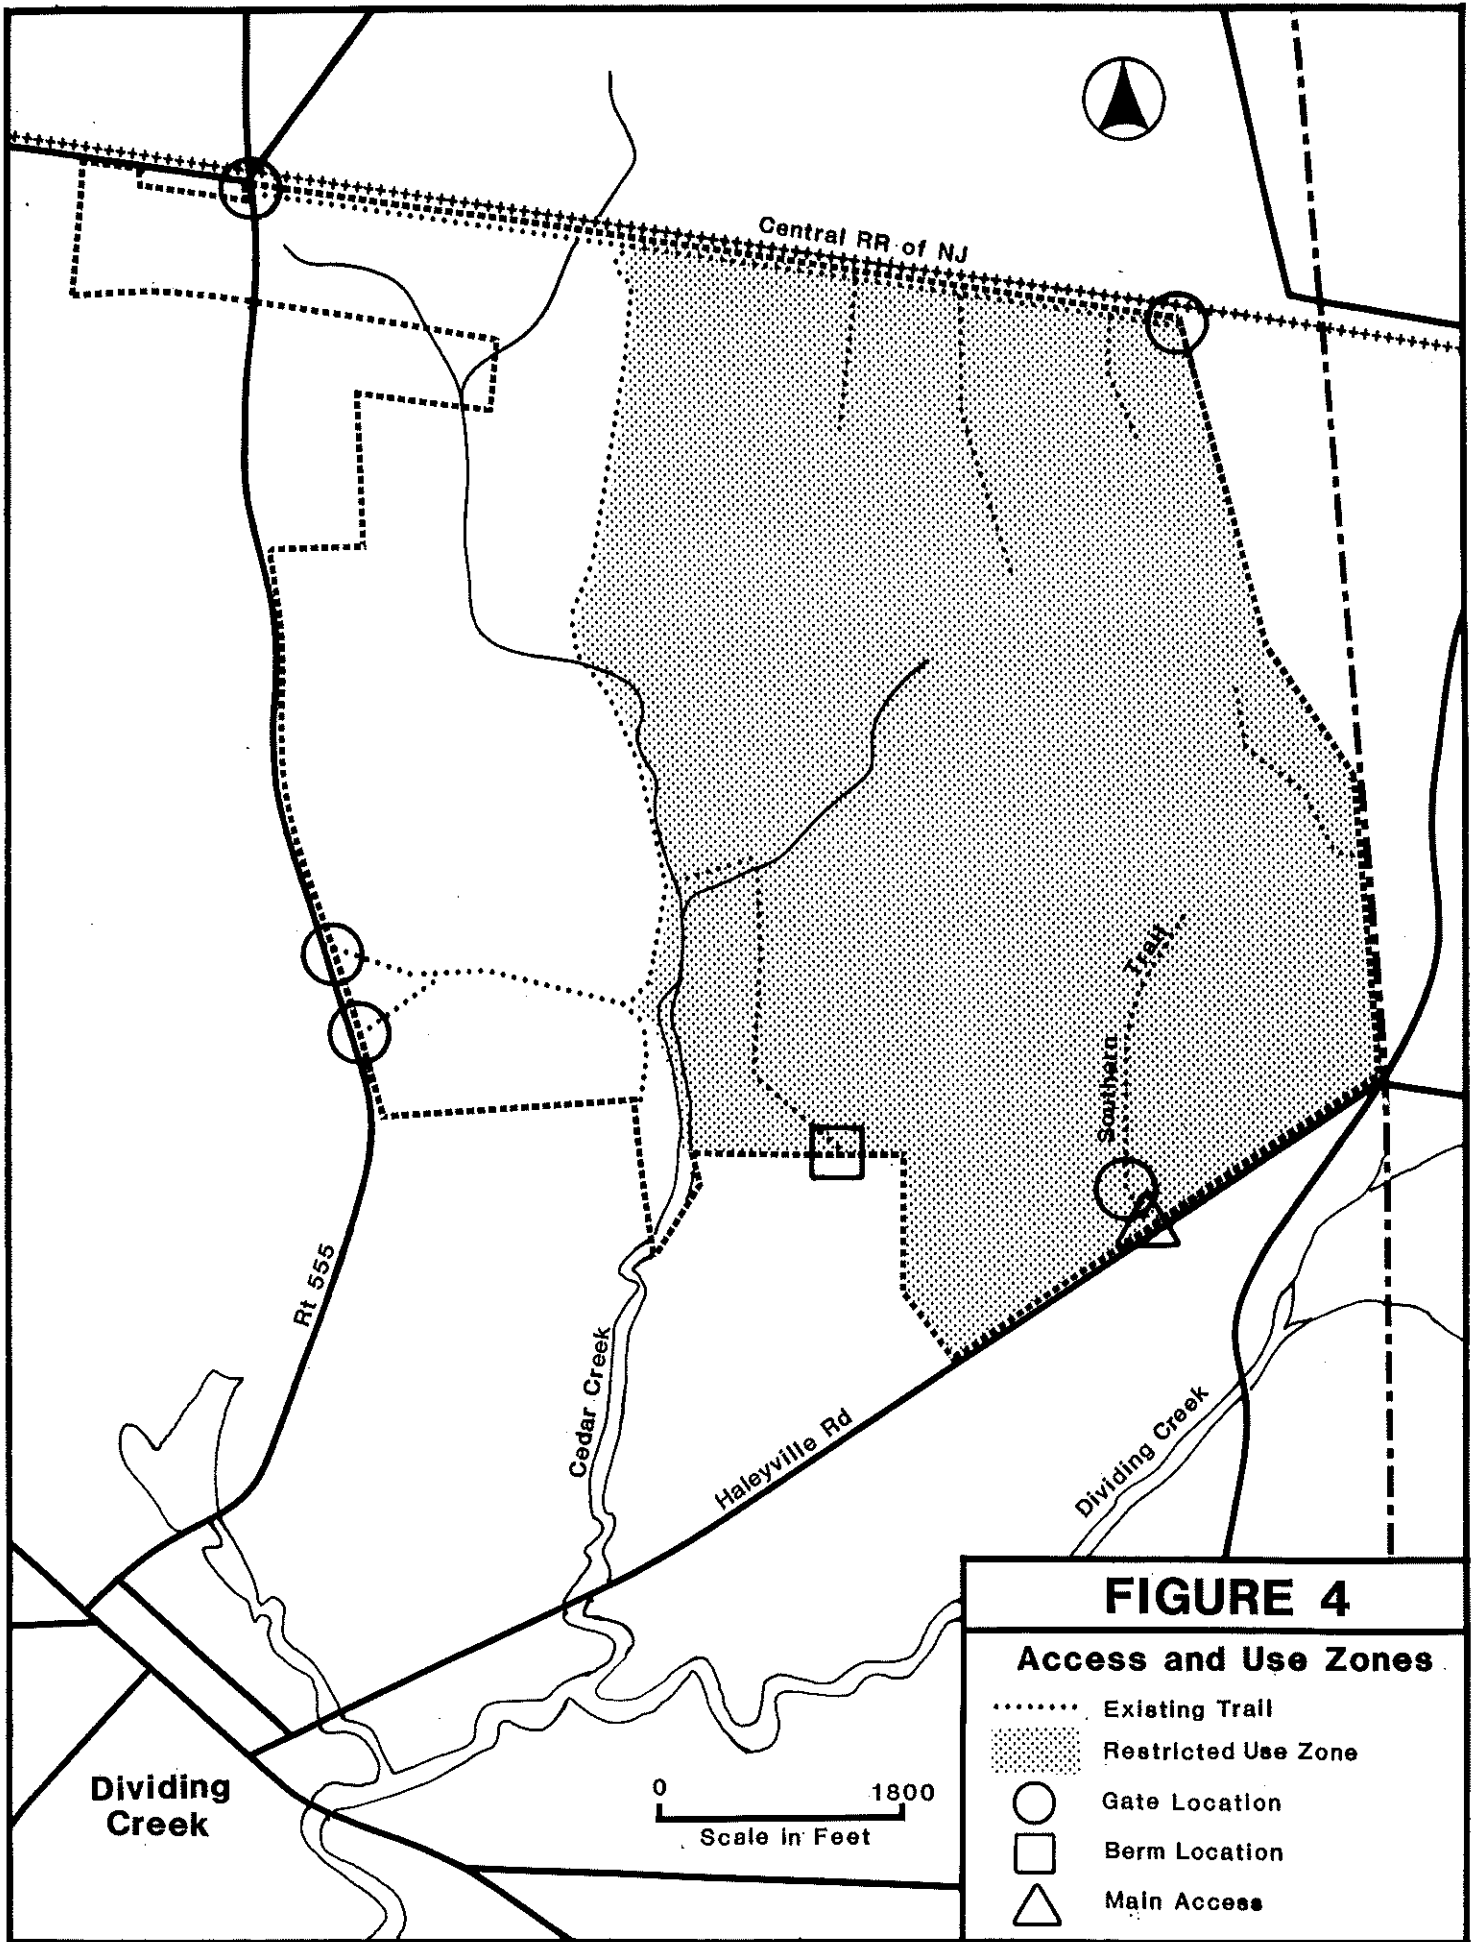 Central RR of NJ
Southern Trail
Rt 555
Cedar Creek
Haleyville Rd
Dividing Creek
Dividing
Creek
0 1800
Scale in Feet
FIGURE 4
Access and Use Zones
Existing Trail
Restricted Use Zone
Gate Location
Berm Location
Main Access